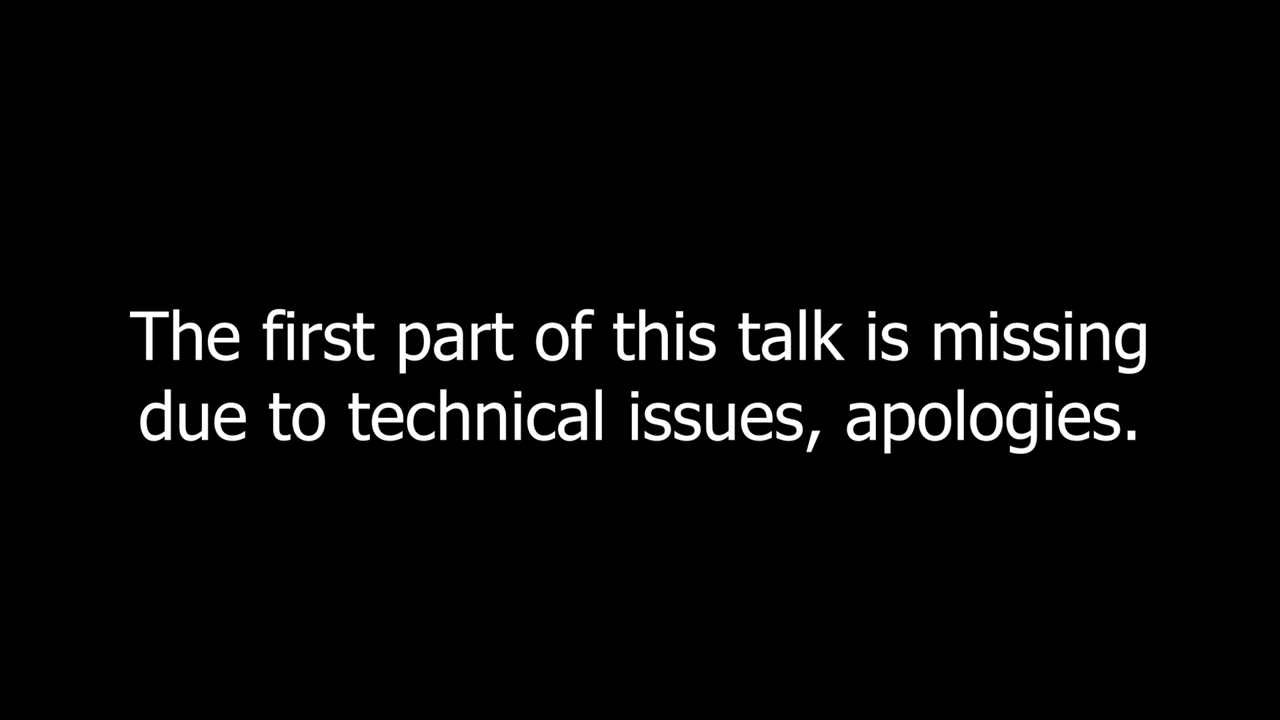 The first part of this talk is missing
due to technical issues, apologies.